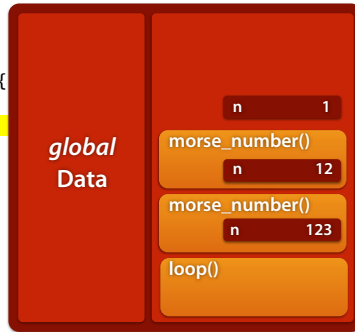 {
global
Data
n 1
morse_number()
n 12
morse_number()
n 123
loop()